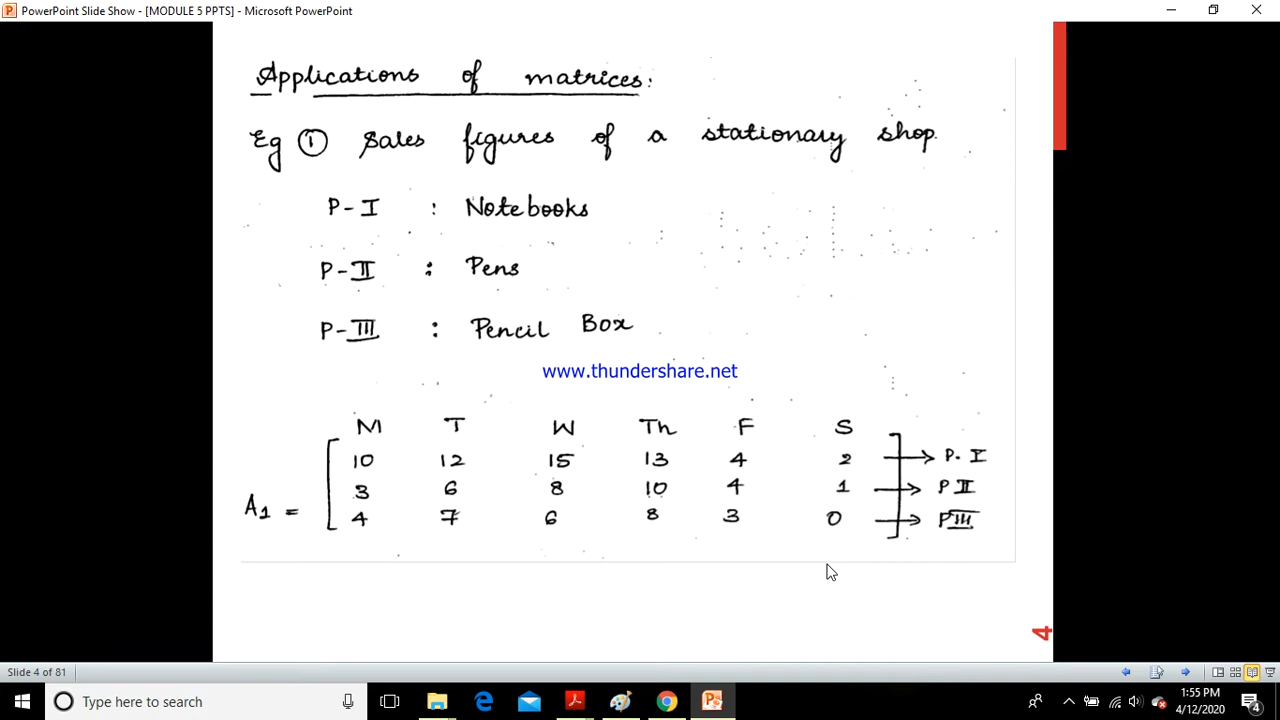 PowerPoint Slide Show - [MODULE 5 PPTS] - Microsoft PowerPoint
Applications of matrices:
Eg ① Sales figures of a stationary shop.
P-I : Notebooks
P-II : Pens
P-III : Pencil Box
www.thundershare.net
M T W Th F S
10 12 15 13 4 2 → P-I
3 6 8 10 4 1 → P II
A1 =
4 7 6 8 3 0 → PIII
4
Slide 4 of 81
Type here to search
1:55 PM
4/12/2020
4